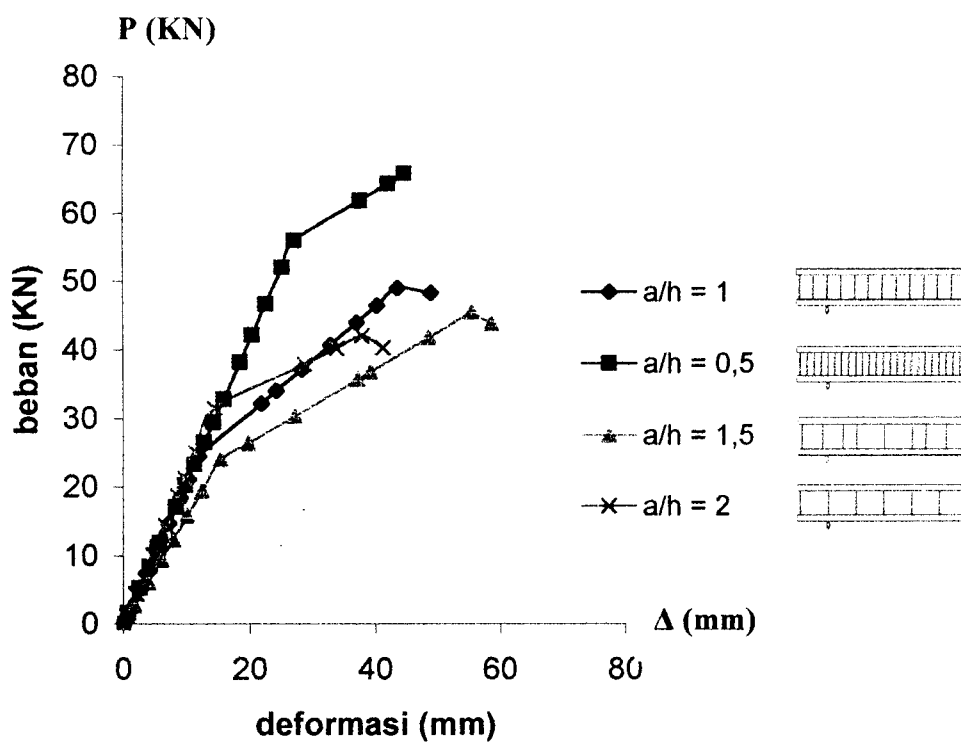 P (KN)
80
70
60
50
40
30
20
10
0
beban (KN)
0 20 40 60 80
Δ (mm)
deformasi (mm)
a/h = 1
a/h = 0,5
a/h = 1,5
a/h = 2